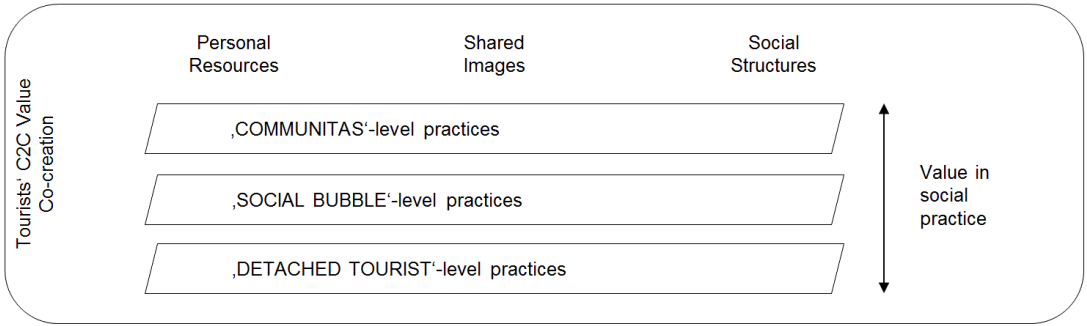 Tourists‘ C2C Value
Co-creation
Personal
Resources
Shared
Images
Social
Structures
‚COMMUNITAS‘-level practices
‚SOCIAL BUBBLE‘-level practices
‚DETACHED TOURIST‘-level practices
Value in
social
practice